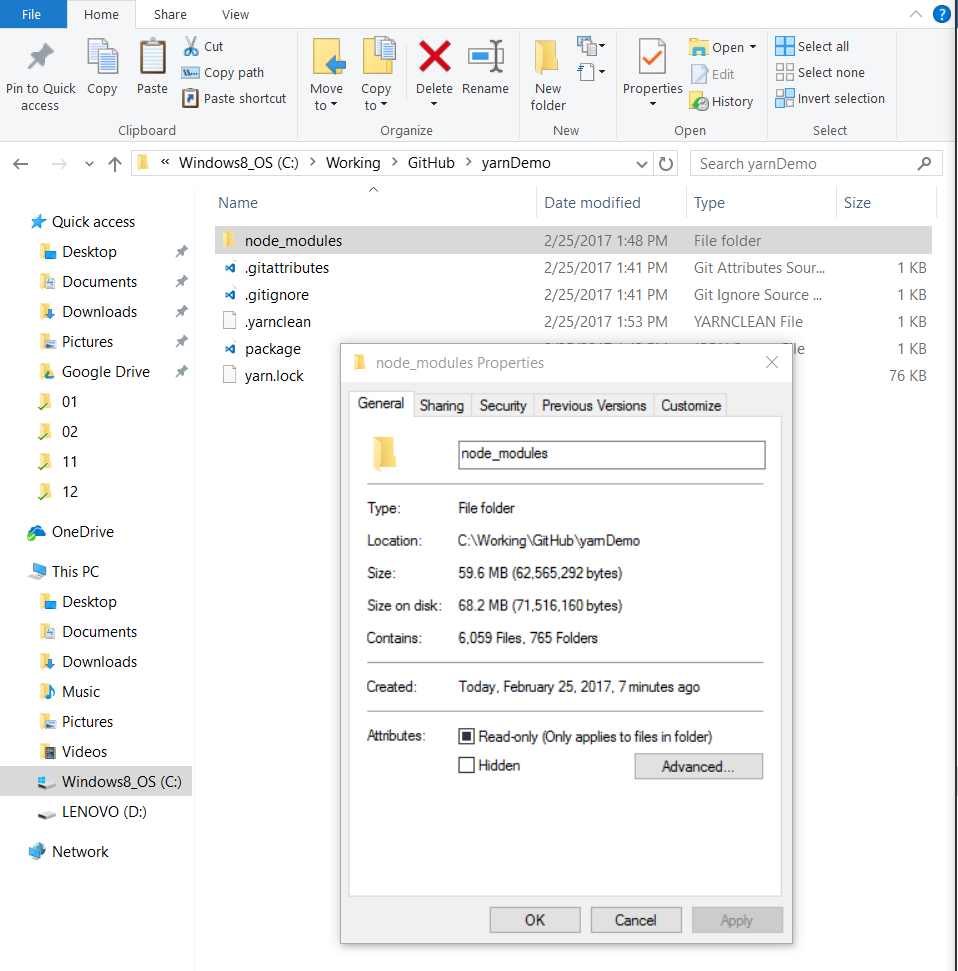 File Home Share View
Pin to Quick access
Copy
Paste
Cut
Copy path
Paste shortcut
Clipboard
Move to
Copy to
Delete
Rename
Organize
New folder
New
Properties
Open
Edit
History
Open
Select all
Select none
Invert selection
Select
« Windows8_OS (C:) > Working > GitHub > yarnDemo
Search yarnDemo
Quick access
Desktop
Documents
Downloads
Pictures
Google Drive
01
02
11
12
OneDrive
This PC
Desktop
Documents
Downloads
Music
Pictures
Videos
Windows8_OS (C:)
LENOVO (D:)
Network
Name Date modified Type Size
node_modules 2/25/2017 1:48 PM File folder
.gitattributes 2/25/2017 1:41 PM Git Attributes Sour... 1 KB
.gitignore 2/25/2017 1:41 PM Git Ignore Source ... 1 KB
.yarnclean 2/25/2017 1:53 PM YARNCLEAN File 1 KB
package 1 KB
yarn.lock 76 KB
node_modules Properties
General Sharing Security Previous Versions Customize
node_modules
Type: File folder
Location: C:\Working\GitHub\yarnDemo
Size: 59.6 MB (62,565,292 bytes)
Size on disk: 68.2 MB (71,516,160 bytes)
Contains: 6,059 Files, 765 Folders
Created: Today, February 25, 2017, 7 minutes ago
Attributes: Read-only (Only applies to files in folder)
Hidden Advanced...
OK Cancel Apply